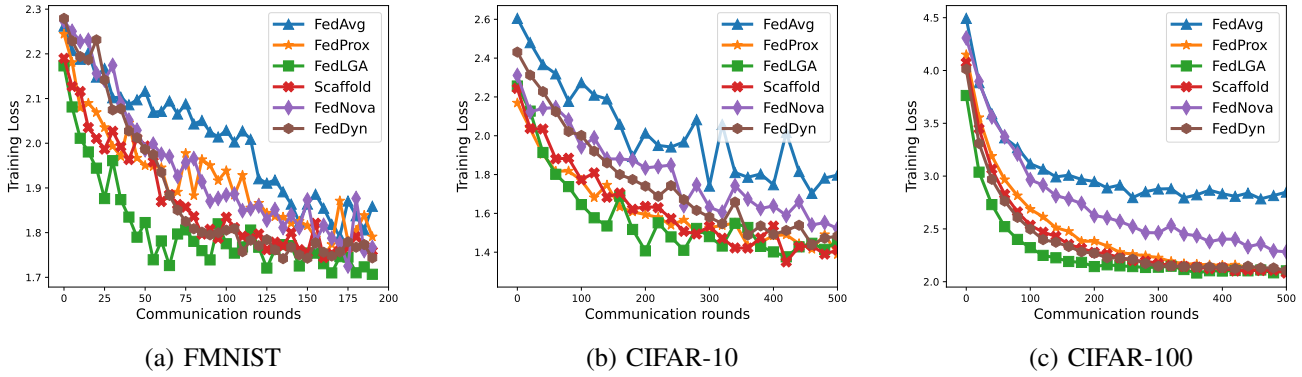 2.3
2.2
2.1
2.0
1.9
1.8
1.7
Training Loss
0
25
50
75
100
125
150
175
200
Communication rounds
FedAvg
FedProx
FedLGA
Scaffold
FedNova
FedDyn
(a) FMNIST
2.6
2.4
2.2
2.0
1.8
1.6
1.4
Training Loss
0
100
200
300
400
500
Communication rounds
FedAvg
FedProx
FedLGA
Scaffold
FedNova
FedDyn
(b) CIFAR-10
4.5
4.0
3.5
3.0
2.5
2.0
Training Loss
0
100
200
300
400
500
Communication rounds
FedAvg
FedProx
FedLGA
Scaffold
FedNova
FedDyn
(c) CIFAR-100